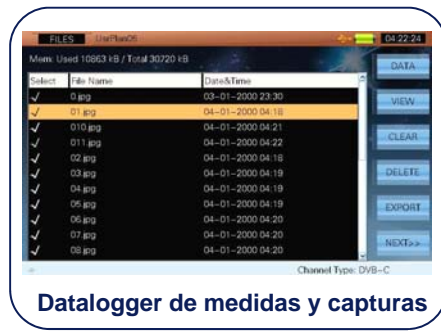 FILES UsrPlan05 04:22:24
Mem: Used 10863 kB / Total 30720 kB
Select File Name Date&Time
0.jpg 03-01-2000 23:30
01.jpg 04-01-2000 04:18
010.jpg 04-01-2000 04:21
011.jpg 04-01-2000 04:22
02.jpg 04-01-2000 04:18
03.jpg 04-01-2000 04:19
04.jpg 04-01-2000 04:19
05.jpg 04-01-2000 04:19
06.jpg 04-01-2000 04:20
07.jpg 04-01-2000 04:20
08.jpg 04-01-2000 04:20
DATA
VIEW
CLEAR
DELETE
EXPORT
NEXT>>
Channel Type: DVB-C
Datalogger de medidas y capturas